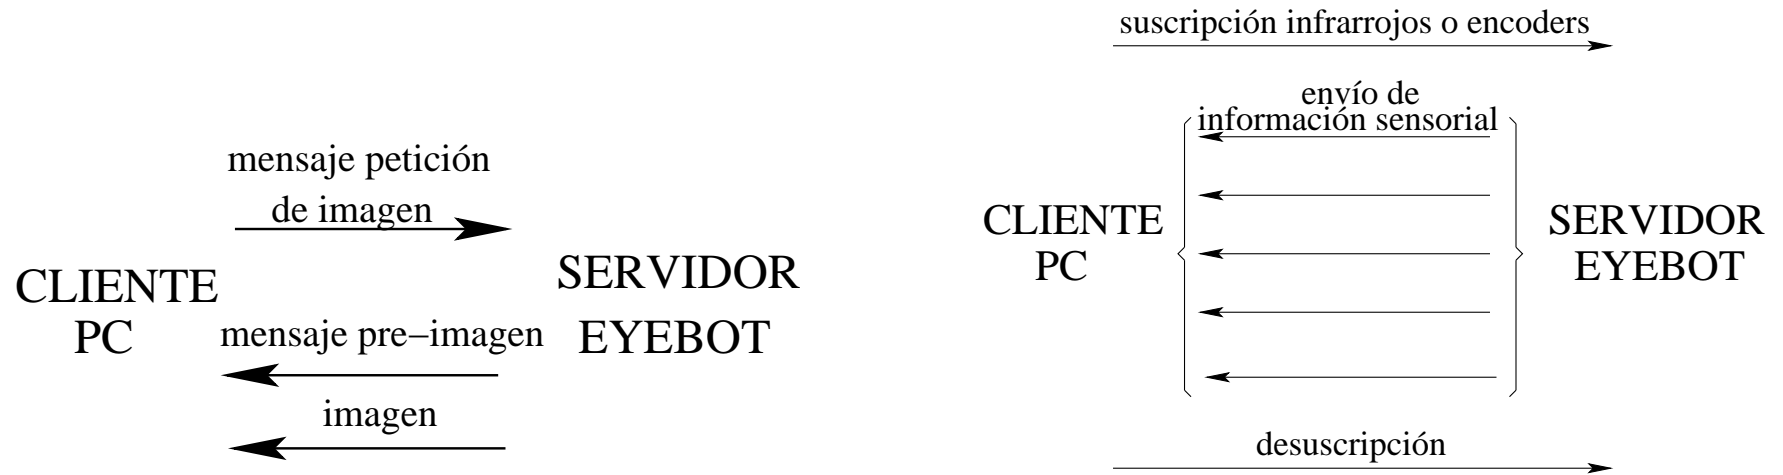 mensaje petición
de imagen
CLIENTE
PC
SERVIDOR
EYEBOT
mensaje pre−imagen
imagen
suscripción infrarrojos o encoders
envío de
información sensorial
CLIENTE
PC
SERVIDOR
EYEBOT
desuscripción